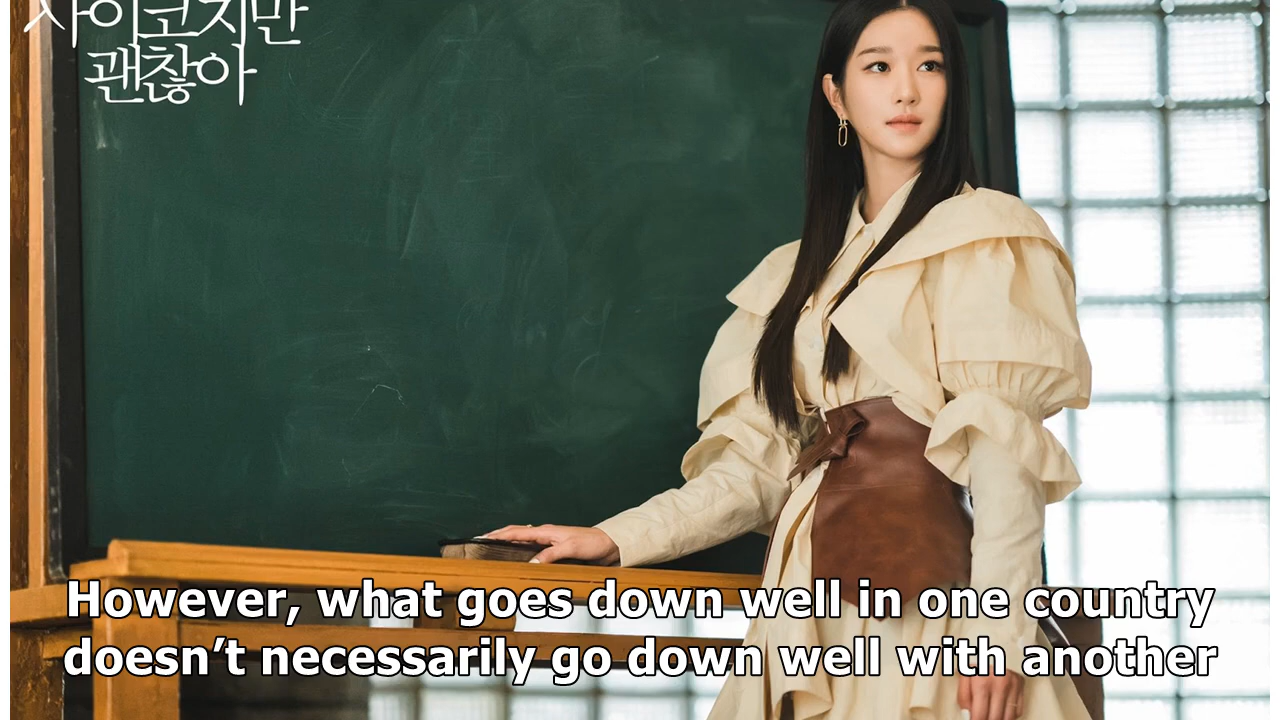 사이코지만
괜찮아
However, what goes down well in one country
doesn’t necessarily go down well with another